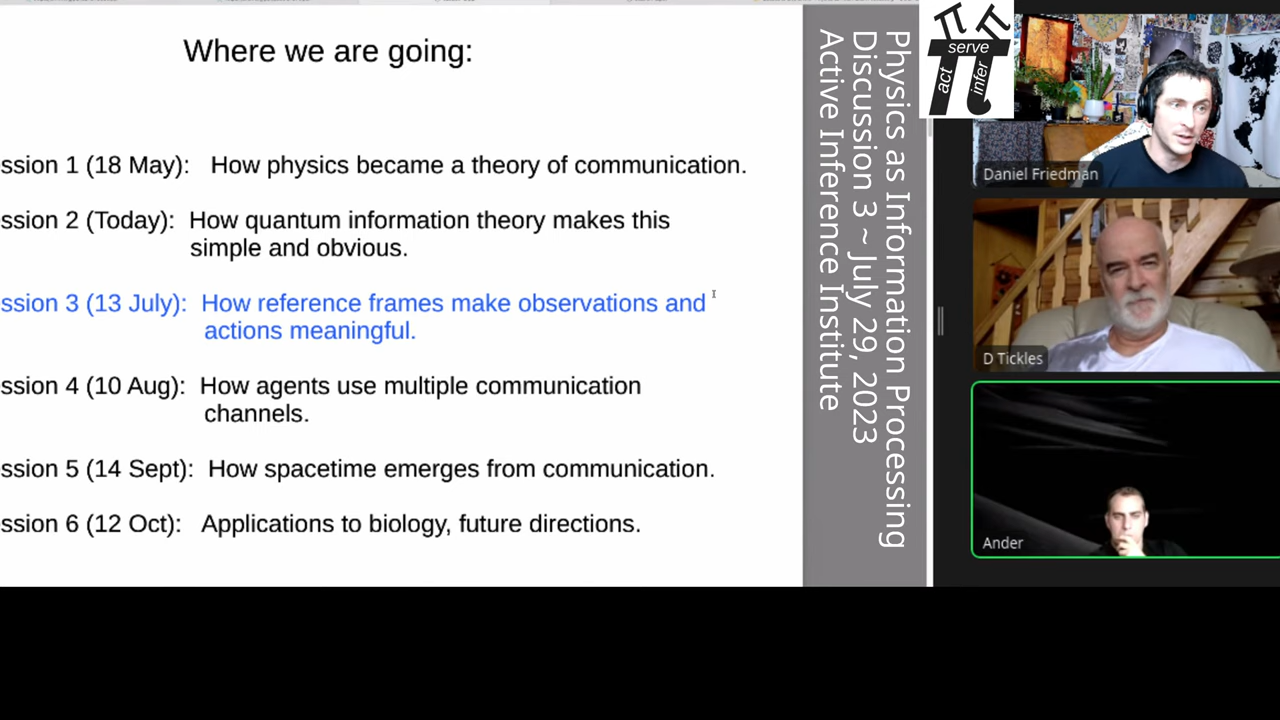 Where we are going:
ssion 1 (18 May): How physics became a theory of communication.
ssion 2 (Today): How quantum information theory makes this
simple and obvious.
ssion 3 (13 July): How reference frames make observations and
actions meaningful.
ssion 4 (10 Aug): How agents use multiple communication
channels.
ssion 5 (14 Sept): How spacetime emerges from communication.
ssion 6 (12 Oct): Applications to biology, future directions.
Physics as Information Processing
Discussion 3 ~ July 29, 2023
Active Inference Institute
π π
π
serve
act
infer
Daniel Friedman
D Tickles
Ander